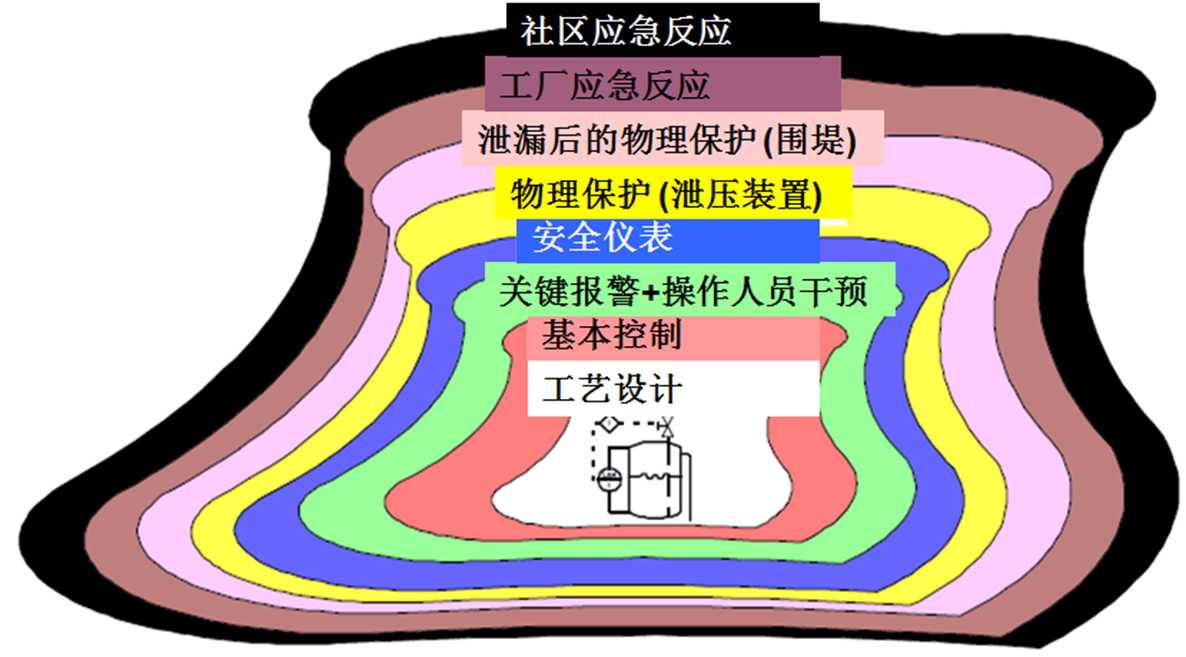 社区应急反应
工厂应急反应
泄漏后的物理保护(围堤)
物理保护(泄压装置)
安全仪表
关键报警+操作人员干预
基本控制
工艺设计